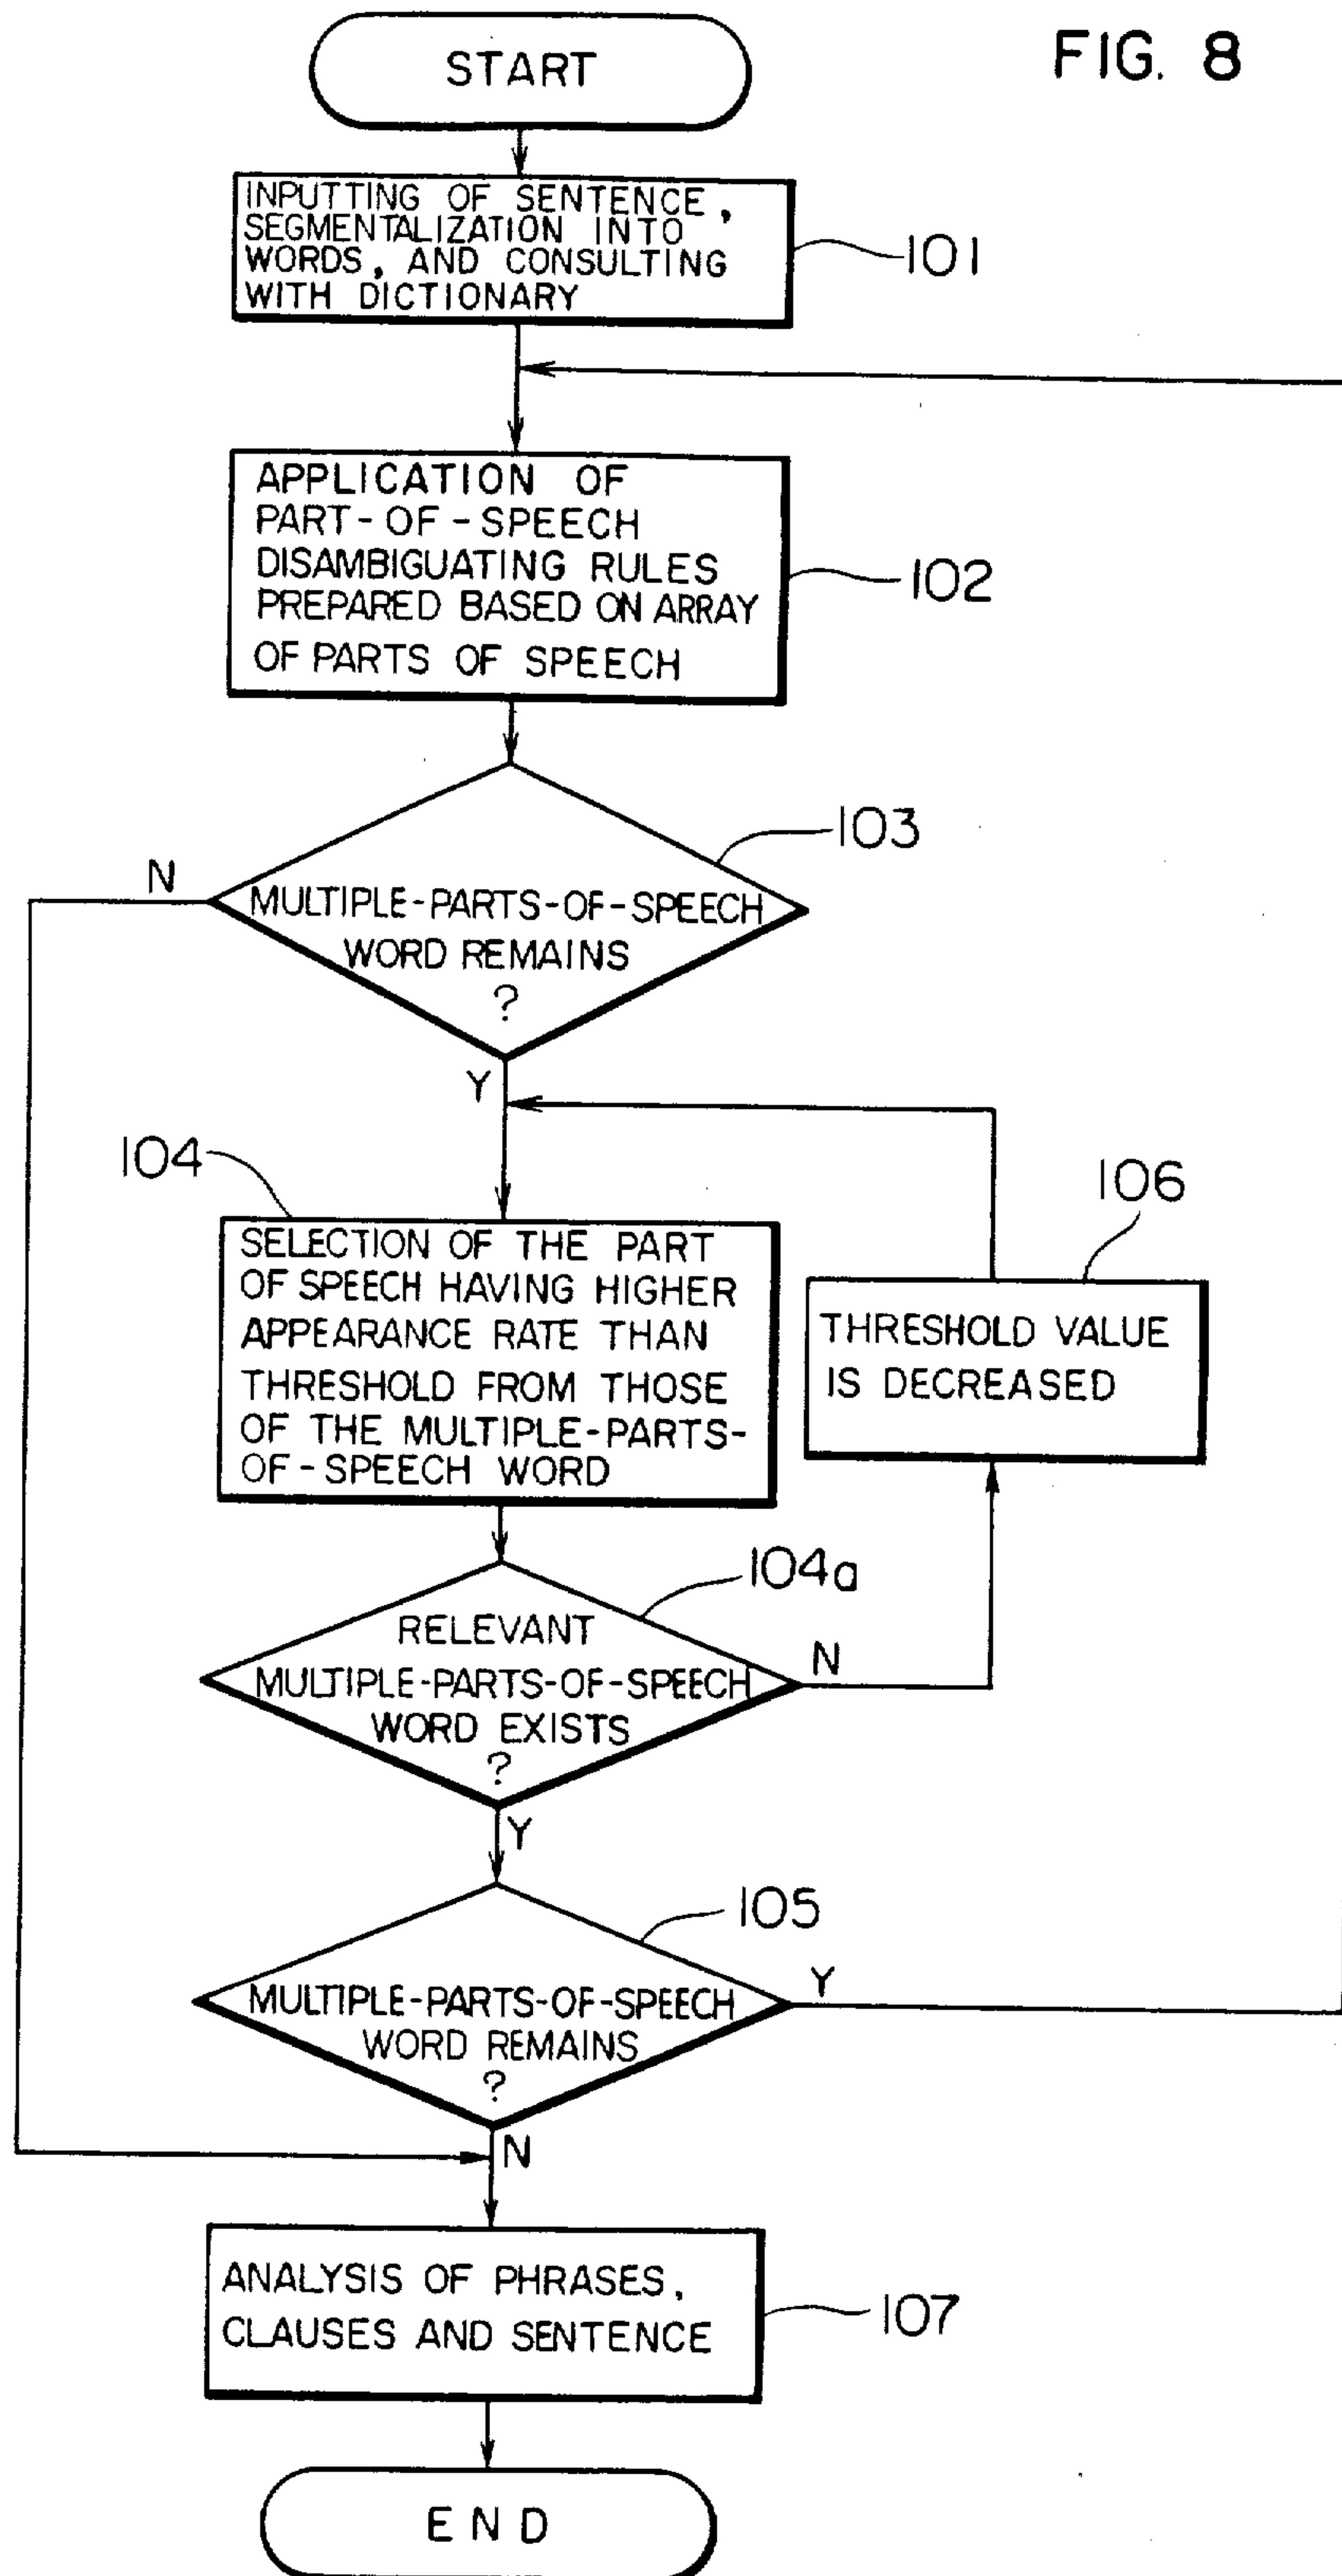 FIG. 8
START
INPUTTING OF SENTENCE,
SEGMENTALIZATION INTO
WORDS, AND CONSULTING
WITH DICTIONARY
101
APPLICATION OF
PART-OF-SPEECH
DISAMBIGUATING RULES
PREPARED BASED ON ARRAY
OF PARTS OF SPEECH
102
103
N
MULTIPLE-PARTS-OF-SPEECH
WORD REMAINS
?
Y
104
SELECTION OF THE PART
OF SPEECH HAVING HIGHER
APPEARANCE RATE THAN
THRESHOLD FROM THOSE
OF THE MULTIPLE-PARTS-
OF-SPEECH WORD
106
THRESHOLD VALUE
IS DECREASED
104a
RELEVANT
MULTIPLE-PARTS-OF-SPEECH
WORD EXISTS
?
N
Y
105
MULTIPLE-PARTS-OF-SPEECH
WORD REMAINS
?
Y
N
ANALYSIS OF PHRASES,
CLAUSES AND SENTENCE
107
END